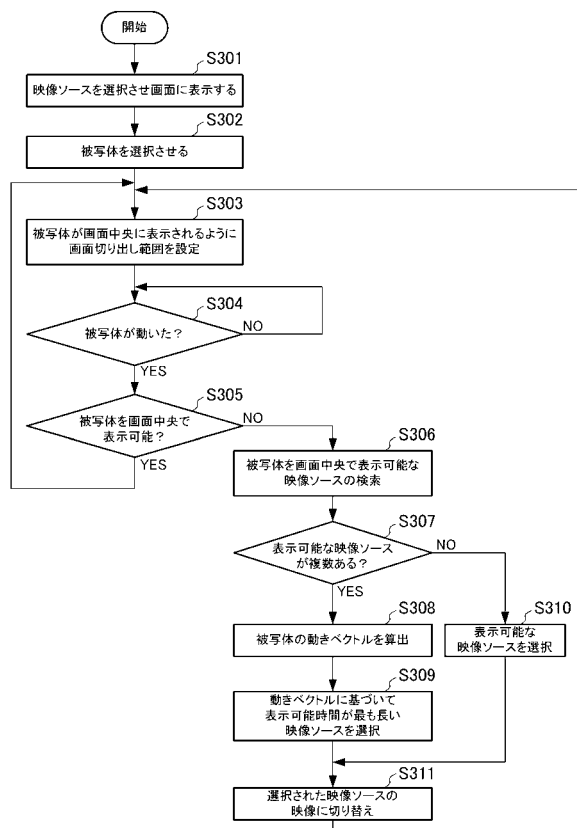 開始
S301
映像ソースを選択させ画面に表示する
S302
被写体を選択させる
S303
被写体が画面中央に表示されるように
画面切り出し範囲を設定
S304
被写体が動いた？
NO
YES
S305
被写体を画面中央で
表示可能？
NO
YES
S306
被写体を画面中央で表示可能な
映像ソースの検索
S307
表示可能な映像ソース
が複数ある？
NO
YES
S308
被写体の動きベクトルを算出
S310
表示可能な
映像ソースを選択
S309
動きベクトルに基づいて
表示可能時間が最も長い
映像ソースを選択
S311
選択された映像ソースの
映像に切り替え